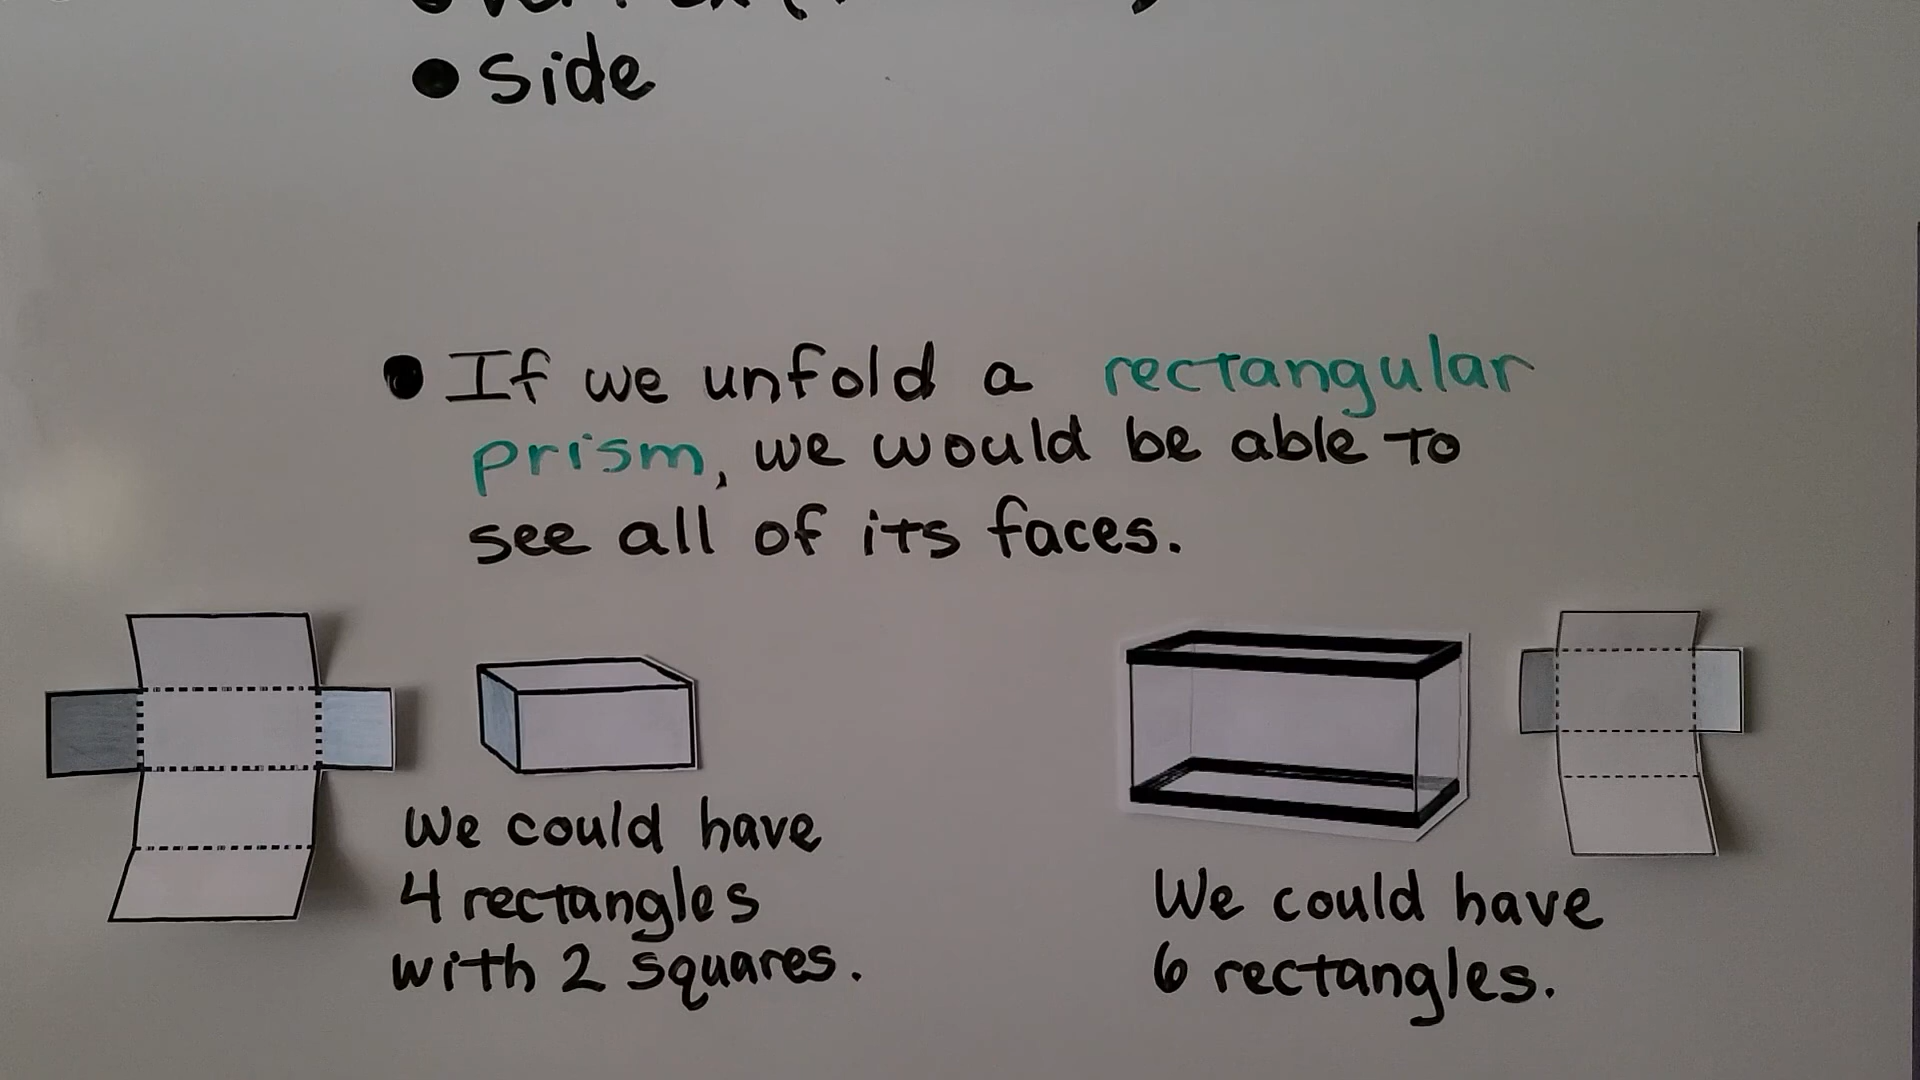 • side
• If we unfold a rectangular
prism, we would be able to
see all of its faces.
We could have
4 rectangles
with 2 squares.
We could have
6 rectangles.